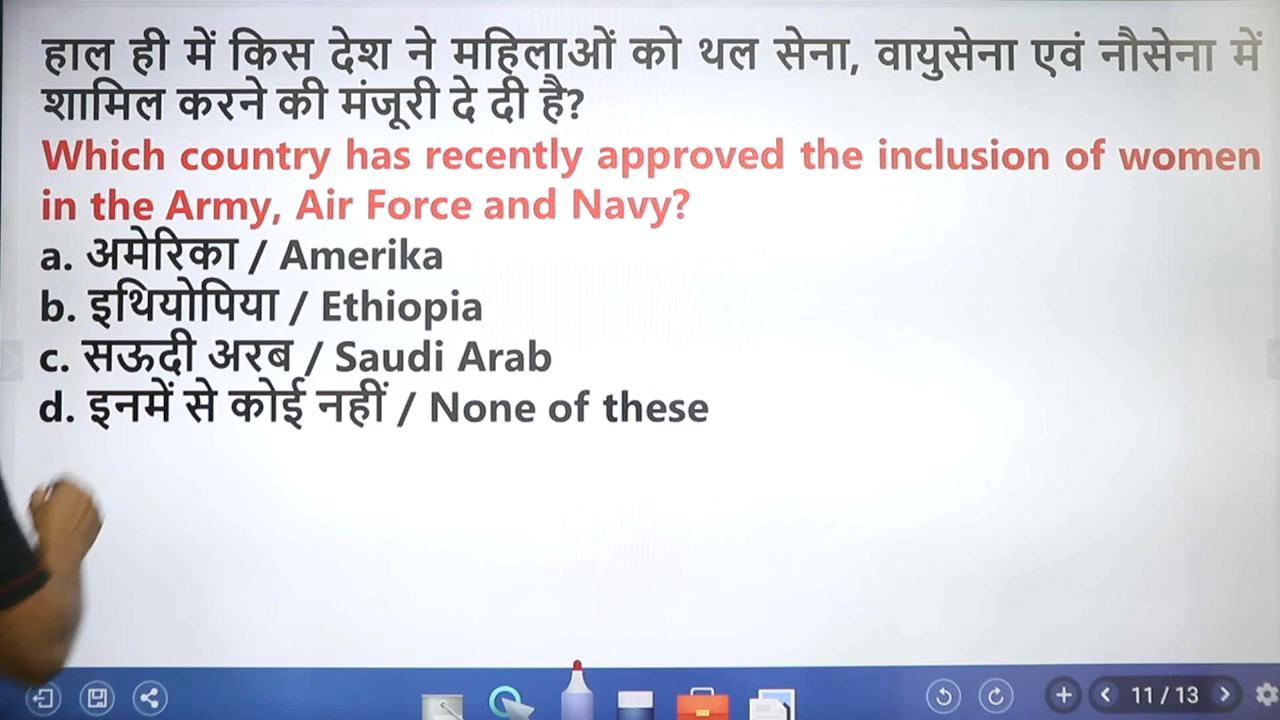 हाल ही में किस देश ने महिलाओं को थल सेना, वायुसेना एवं नौसेना में
शामिल करने की मंजूरी दे दी है?
Which country has recently approved the inclusion of women
in the Army, Air Force and Navy?
a. अमेरिका / Amerika
b. इथियोपिया / Ethiopia
c. सऊदी अरब / Saudi Arab
d. इनमें से कोई नहीं / None of these
11 / 13